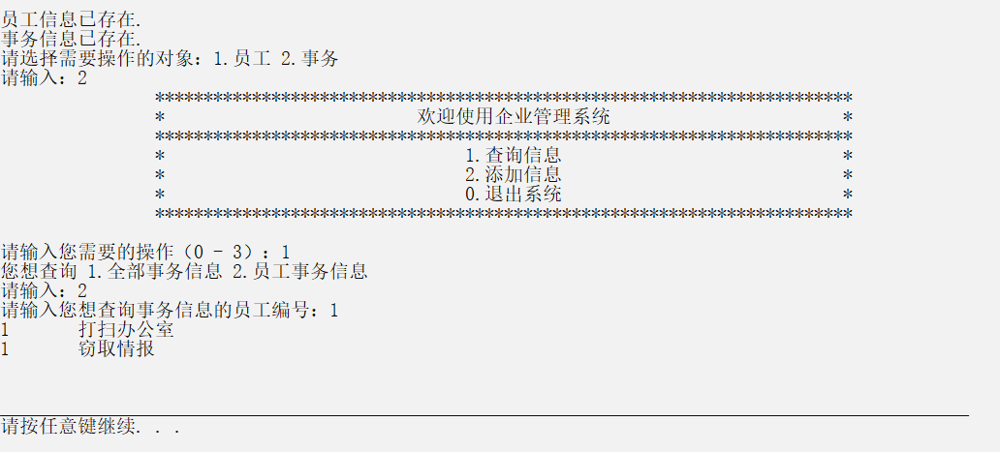 员工信息已存在.
事务信息已存在.
请选择需要操作的对象：1.员工 2.事务
请输入：2
************************************************************************
*                          欢迎使用企业管理系统                        *
************************************************************************
*                               1.查询信息                             *
*                               2.添加信息                             *
*                               0.退出系统                             *
************************************************************************
请输入您需要的操作（0 - 3）：1
您想查询 1.全部事务信息 2.员工事务信息
请输入：2
请输入您想查询事务信息的员工编号：1
1       打扫办公室
1       窃取情报
请按任意键继续. . .